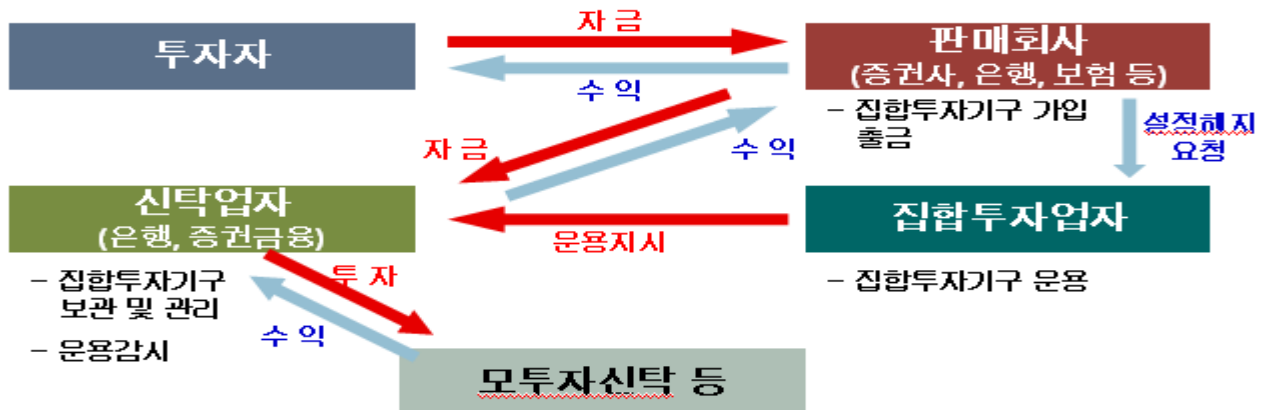 투자자
자 금
수 익
판매회사
(증권사, 은행, 보험 등)
– 집합투자기구 가입
출금
설정해지
요청
자 금
수 익
신탁업자
(은행, 증권금융)
– 집합투자기구
보관 및 관리
– 운용감시
운용지시
집합투자업자
– 집합투자기구 운용
투 자
수 익
모투자신탁 등